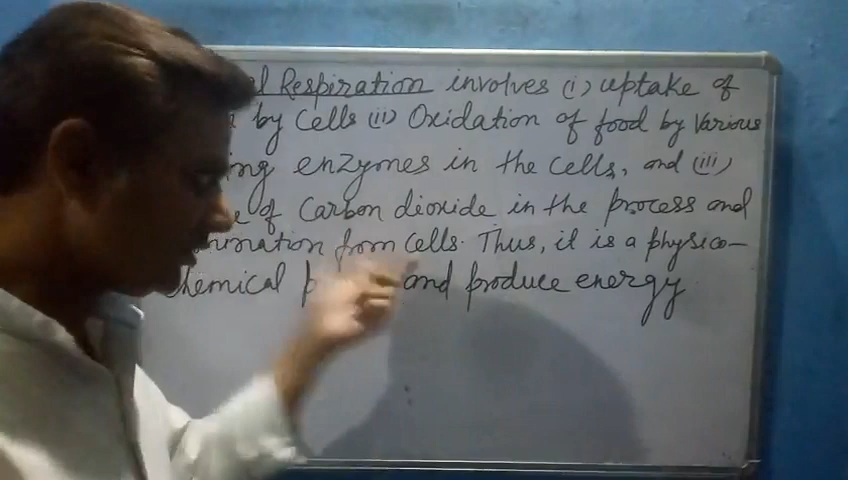 Respiration involves (i) uptake of
by Cells (ii) Oxidation of food by Various
enzymes in the cells, and (iii)
of Carbon dioxide in the process and
from Cells. Thus, it is a physico-
chemical and produce energy